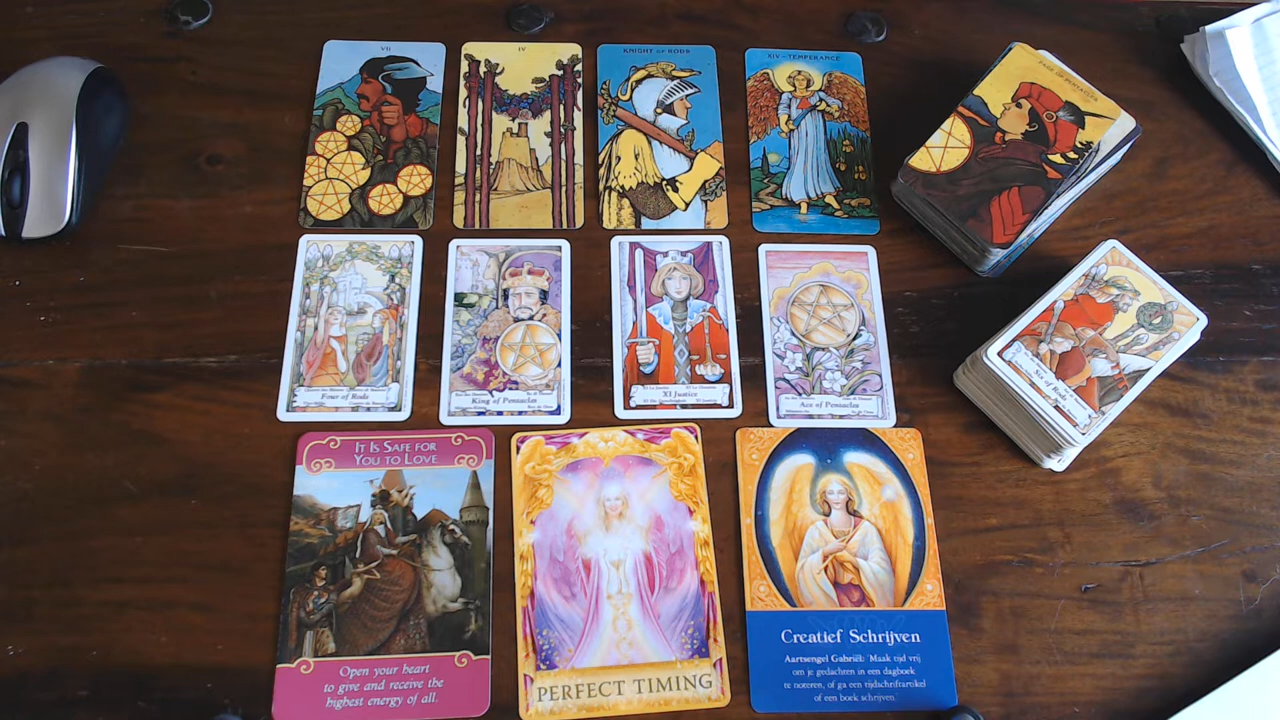 VII
IV
KNIGHT OF RODS
XIV — TEMPERANCE
PAGE OF PENTACLES
Four of Rods
King of Pentacles
XI Justice
Ace of Pentacles
Six of Rods
IT IS SAFE FOR
YOU TO LOVE
Open your heart
to give and receive the
highest energy of all.
PERFECT TIMING
Creatief Schrijven
Aartsengel Gabriël: 'Maak tijd vrij
om je gedachten in een dagboek
te noteren, of ga een tijdschriftartikel
of een boek schrijven.'